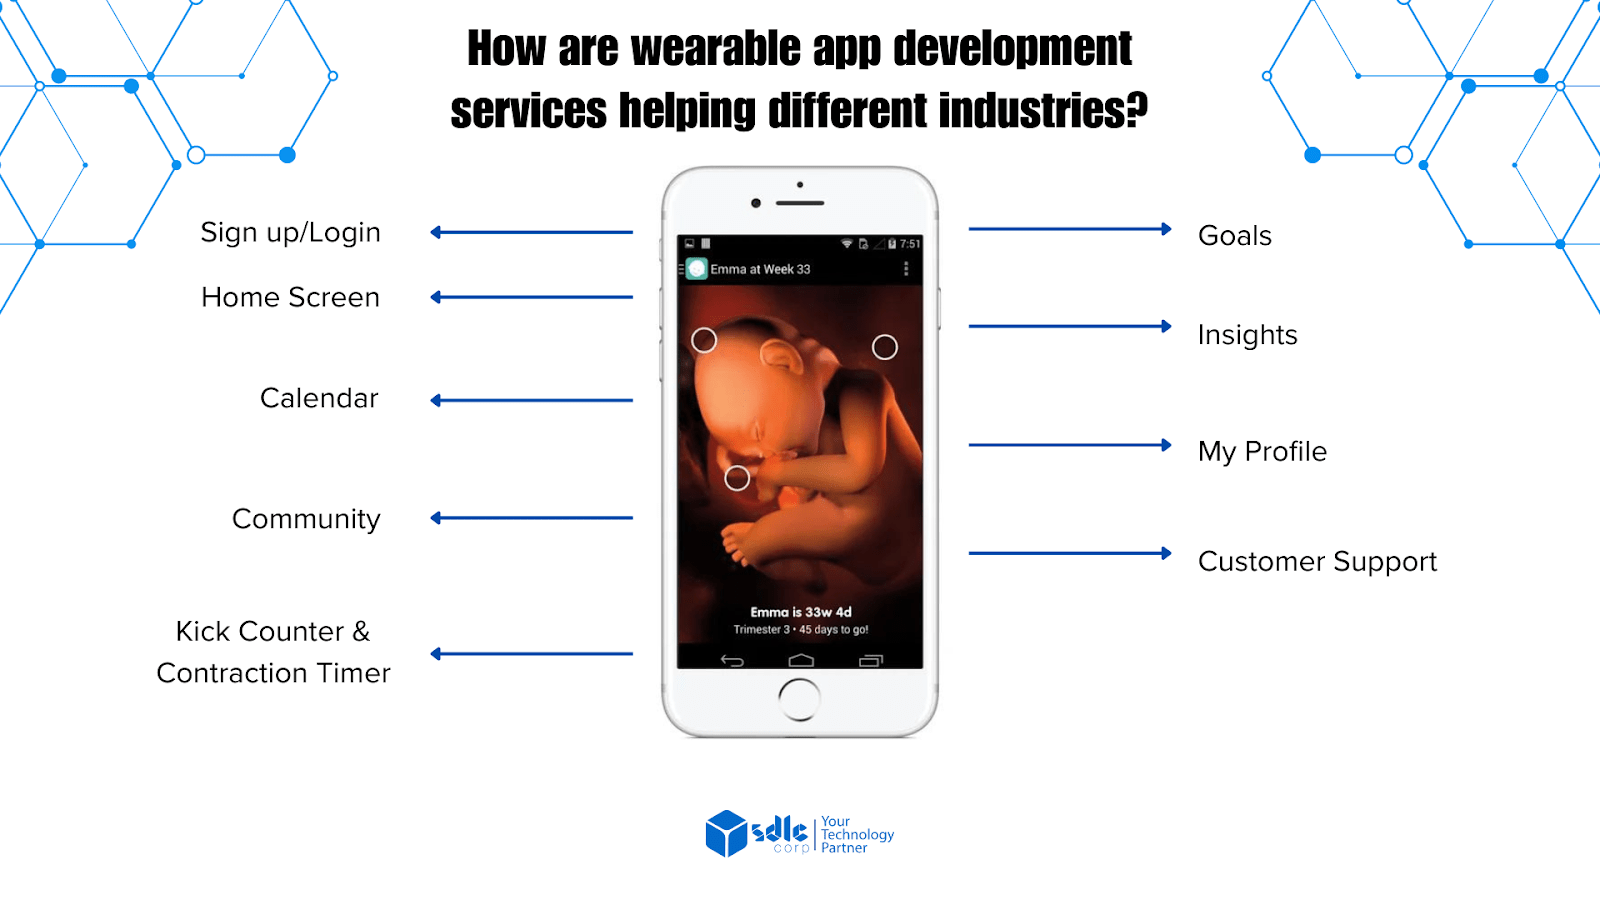 How are wearable app development
services helping different industries?
Sign up/Login
Home Screen
Calendar
Community
Kick Counter &
Contraction Timer
7:51
Emma at Week 33
Emma is 33w 4d
Trimester 3 • 45 days to go!
Goals
Insights
My Profile
Customer Support
sdlc
corp
Your
Technology
Partner